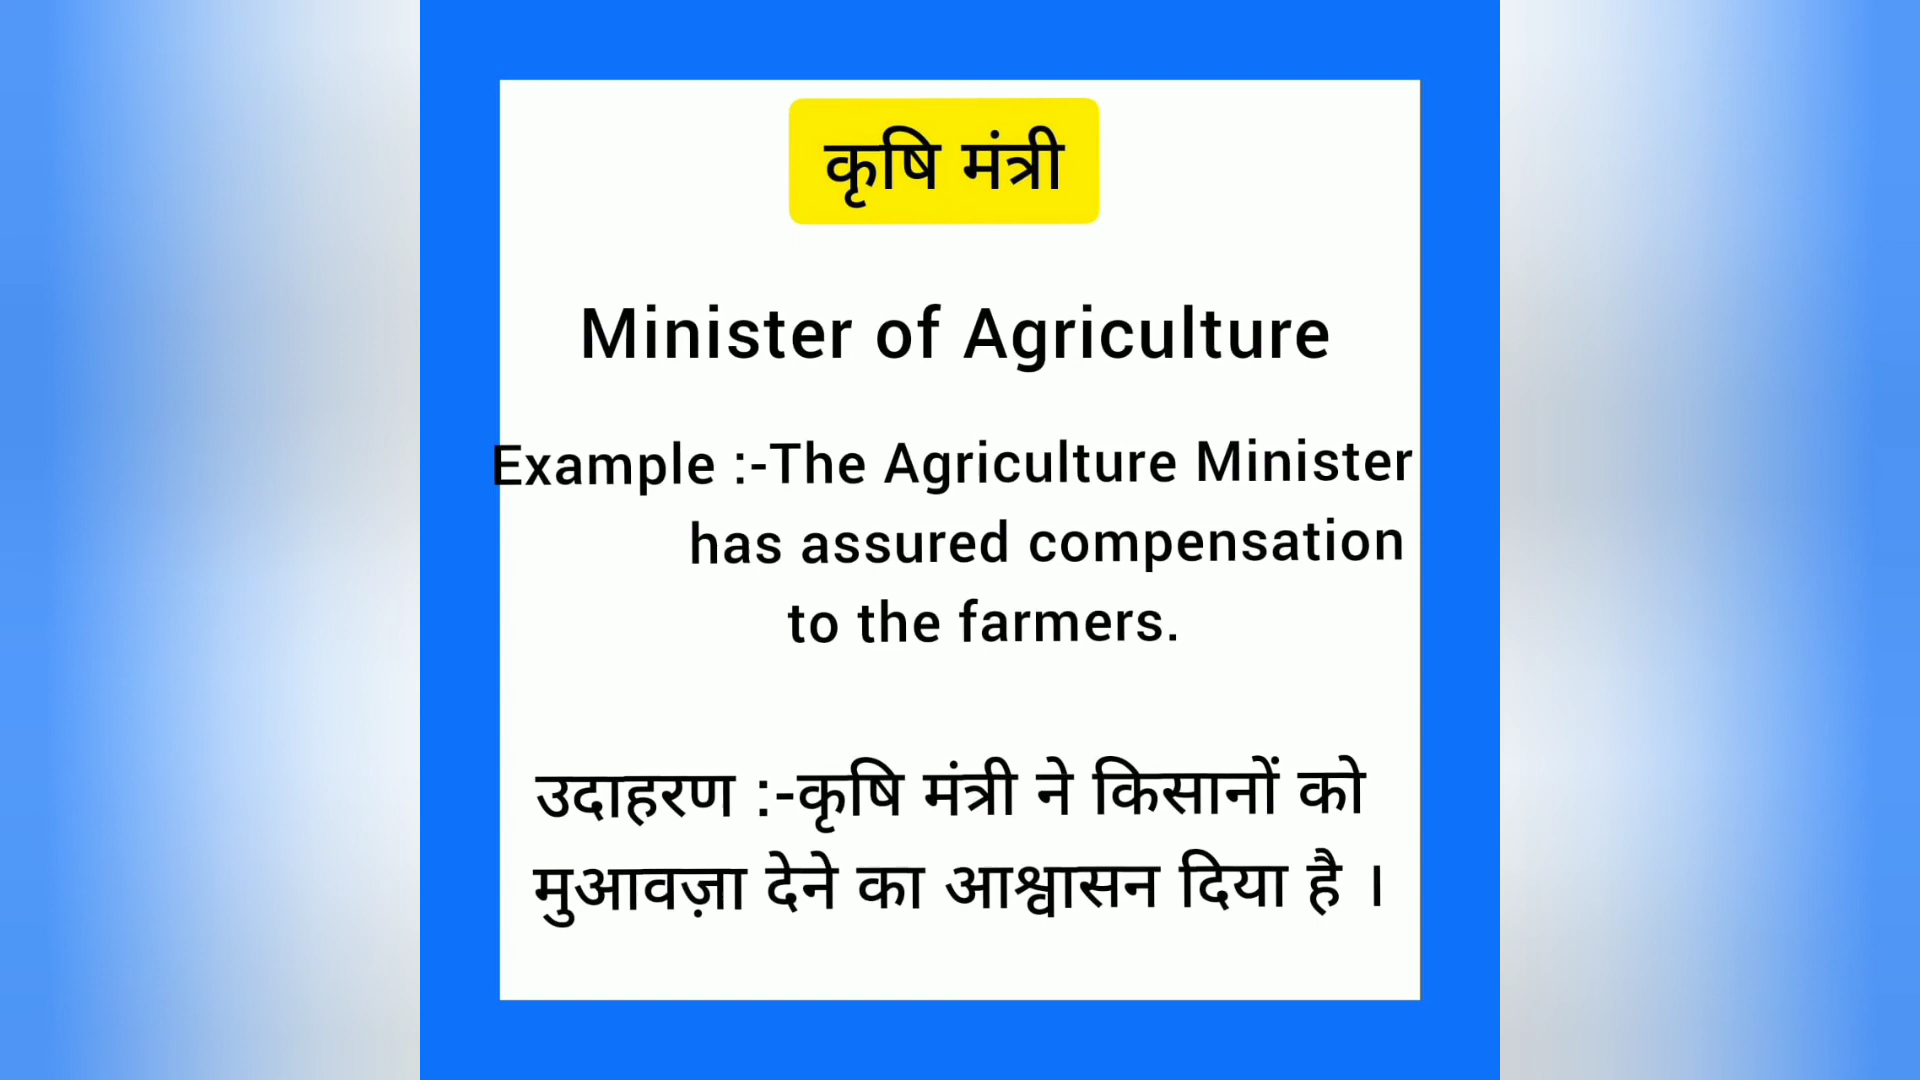 कृषि मंत्री
Minister of Agriculture
Example :-The Agriculture Minister
has assured compensation
to the farmers.
उदाहरण :-कृषि मंत्री ने किसानों को
मुआवज़ा देने का आश्वासन दिया है ।